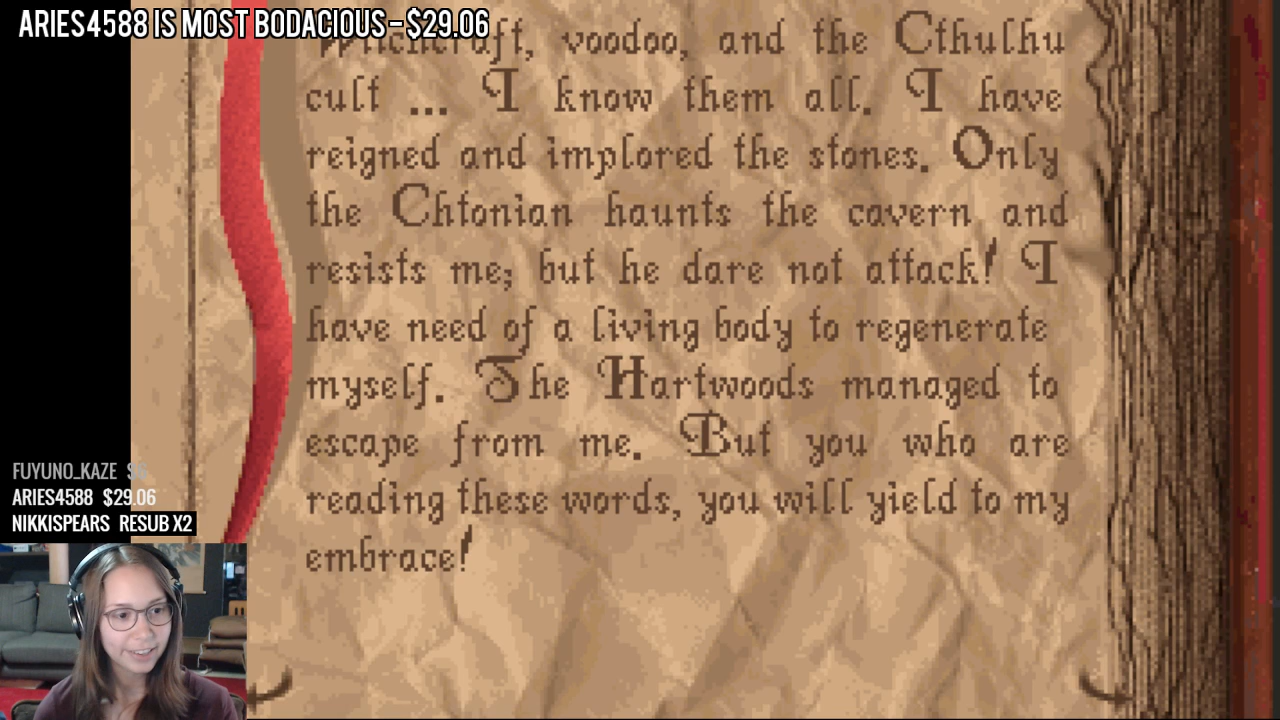 ARIES4588 IS MOST BODACIOUS - $29.06
Witchcraft, voodoo, and the Cthulhu
cult ... I know them all. I have
reigned and implored the stones. Only
the Chtonian haunts the cavern and
resists me; but he dare not attack! I
have need of a living body to regenerate
myself. The Hartwoods managed to
escape from me. But you who are
reading these words, you will yield to my
embrace!
FUYUNO_KAZE
ARIES4588 $29.06
NIKKISPEARS RESUB X2